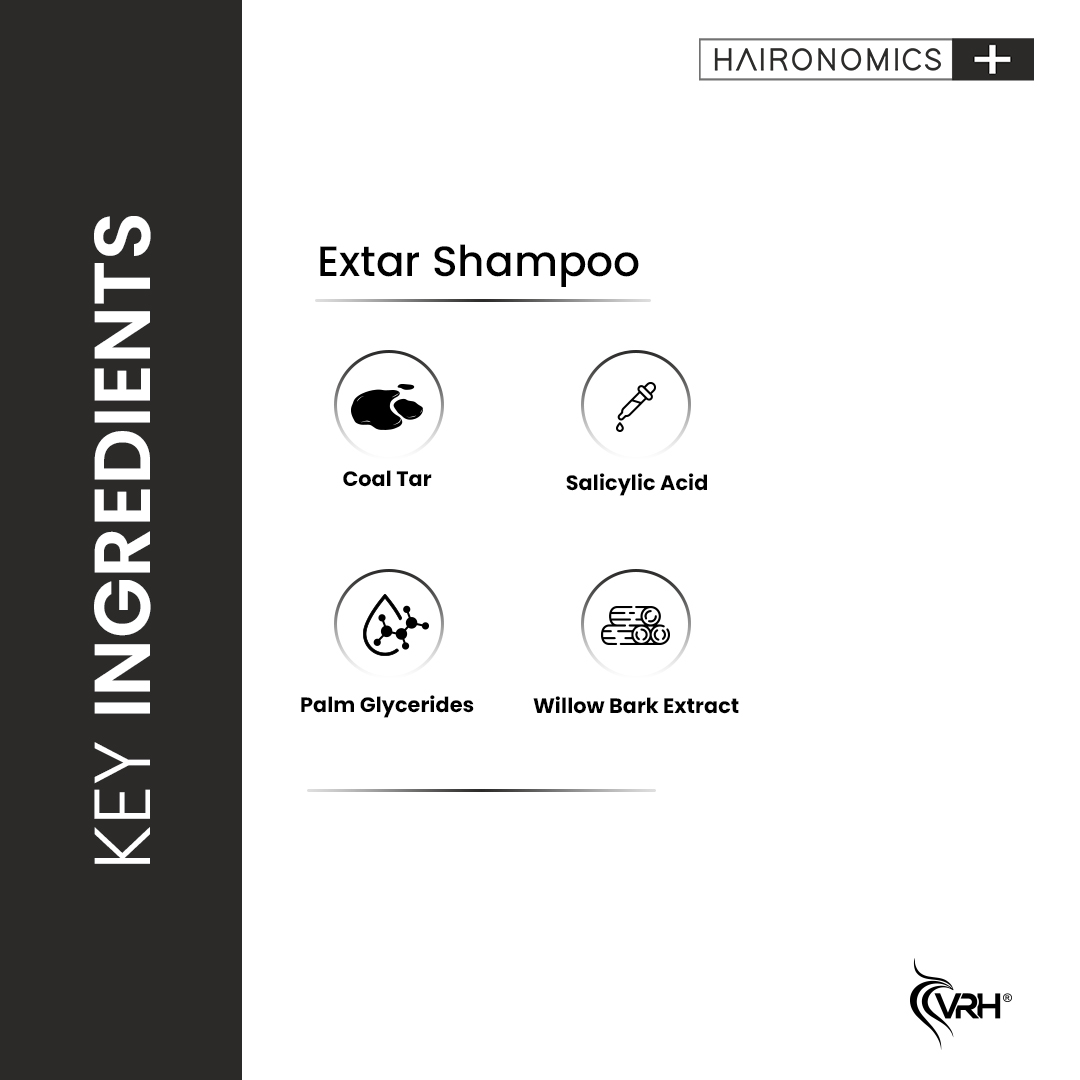 HAIRONOMICS +
KEY INGREDIENTS
Extar Shampoo
Coal Tar
Salicylic Acid
Palm Glycerides
Willow Bark Extract
VRH®